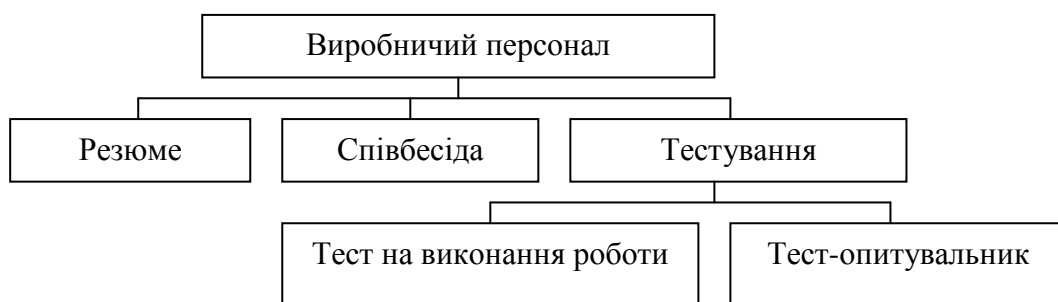 Виробничий персонал
Резюме
Співбесіда
Тестування
Тест на виконання роботи
Тест-опитувальник